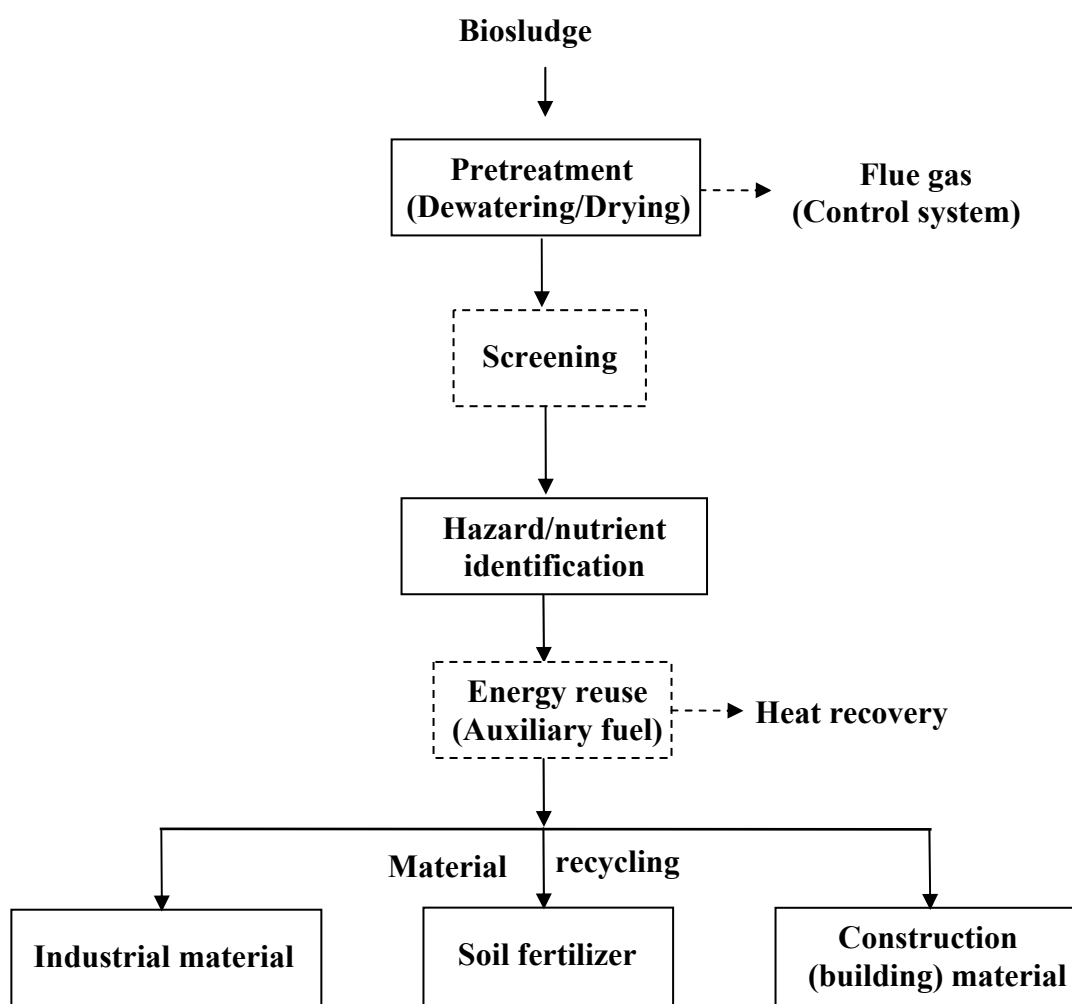 Biosludge
Pretreatment
(Dewatering/Drying)
Flue gas
(Control system)
Screening
Hazard/nutrient
identification
Energy reuse
(Auxiliary fuel)
Heat recovery
Material recycling
Industrial material
Soil fertilizer
Construction
(building) material